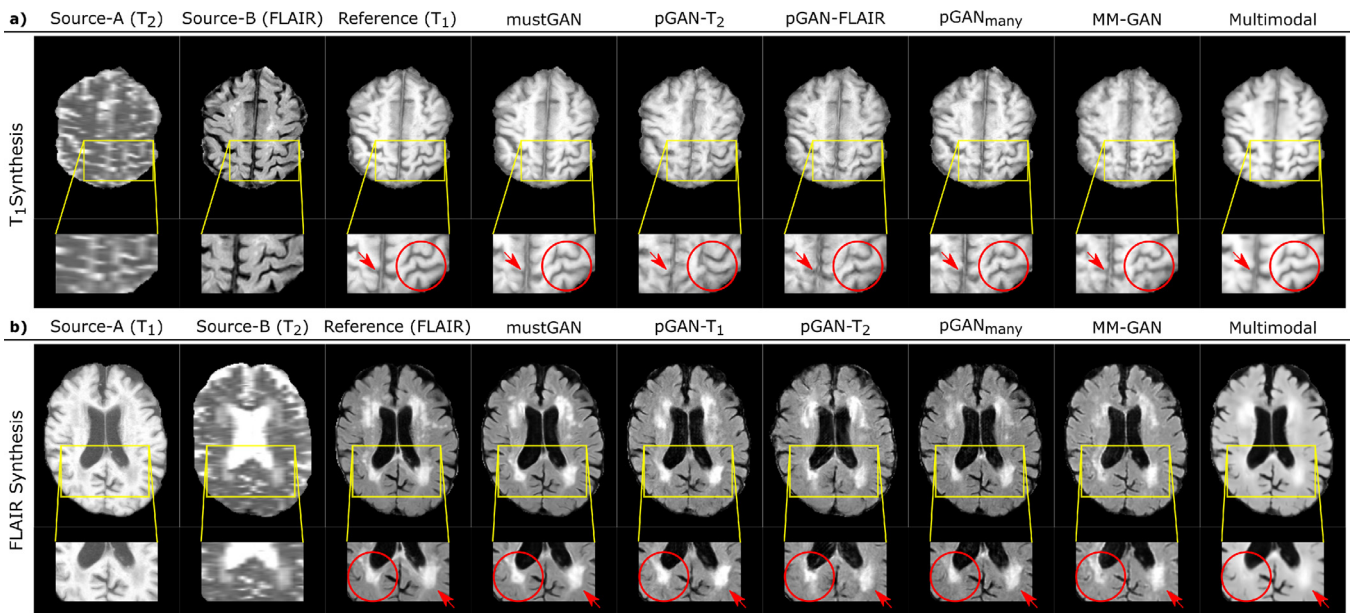 a) Source-A (T2) Source-B (FLAIR) Reference (T1) mustGAN pGAN-T2 pGAN-FLAIR pGANmany MM-GAN Multimodal
T1Synthesis
b) Source-A (T1) Source-B (T2) Reference (FLAIR) mustGAN pGAN-T1 pGAN-T2 pGANmany MM-GAN Multimodal
FLAIR Synthesis